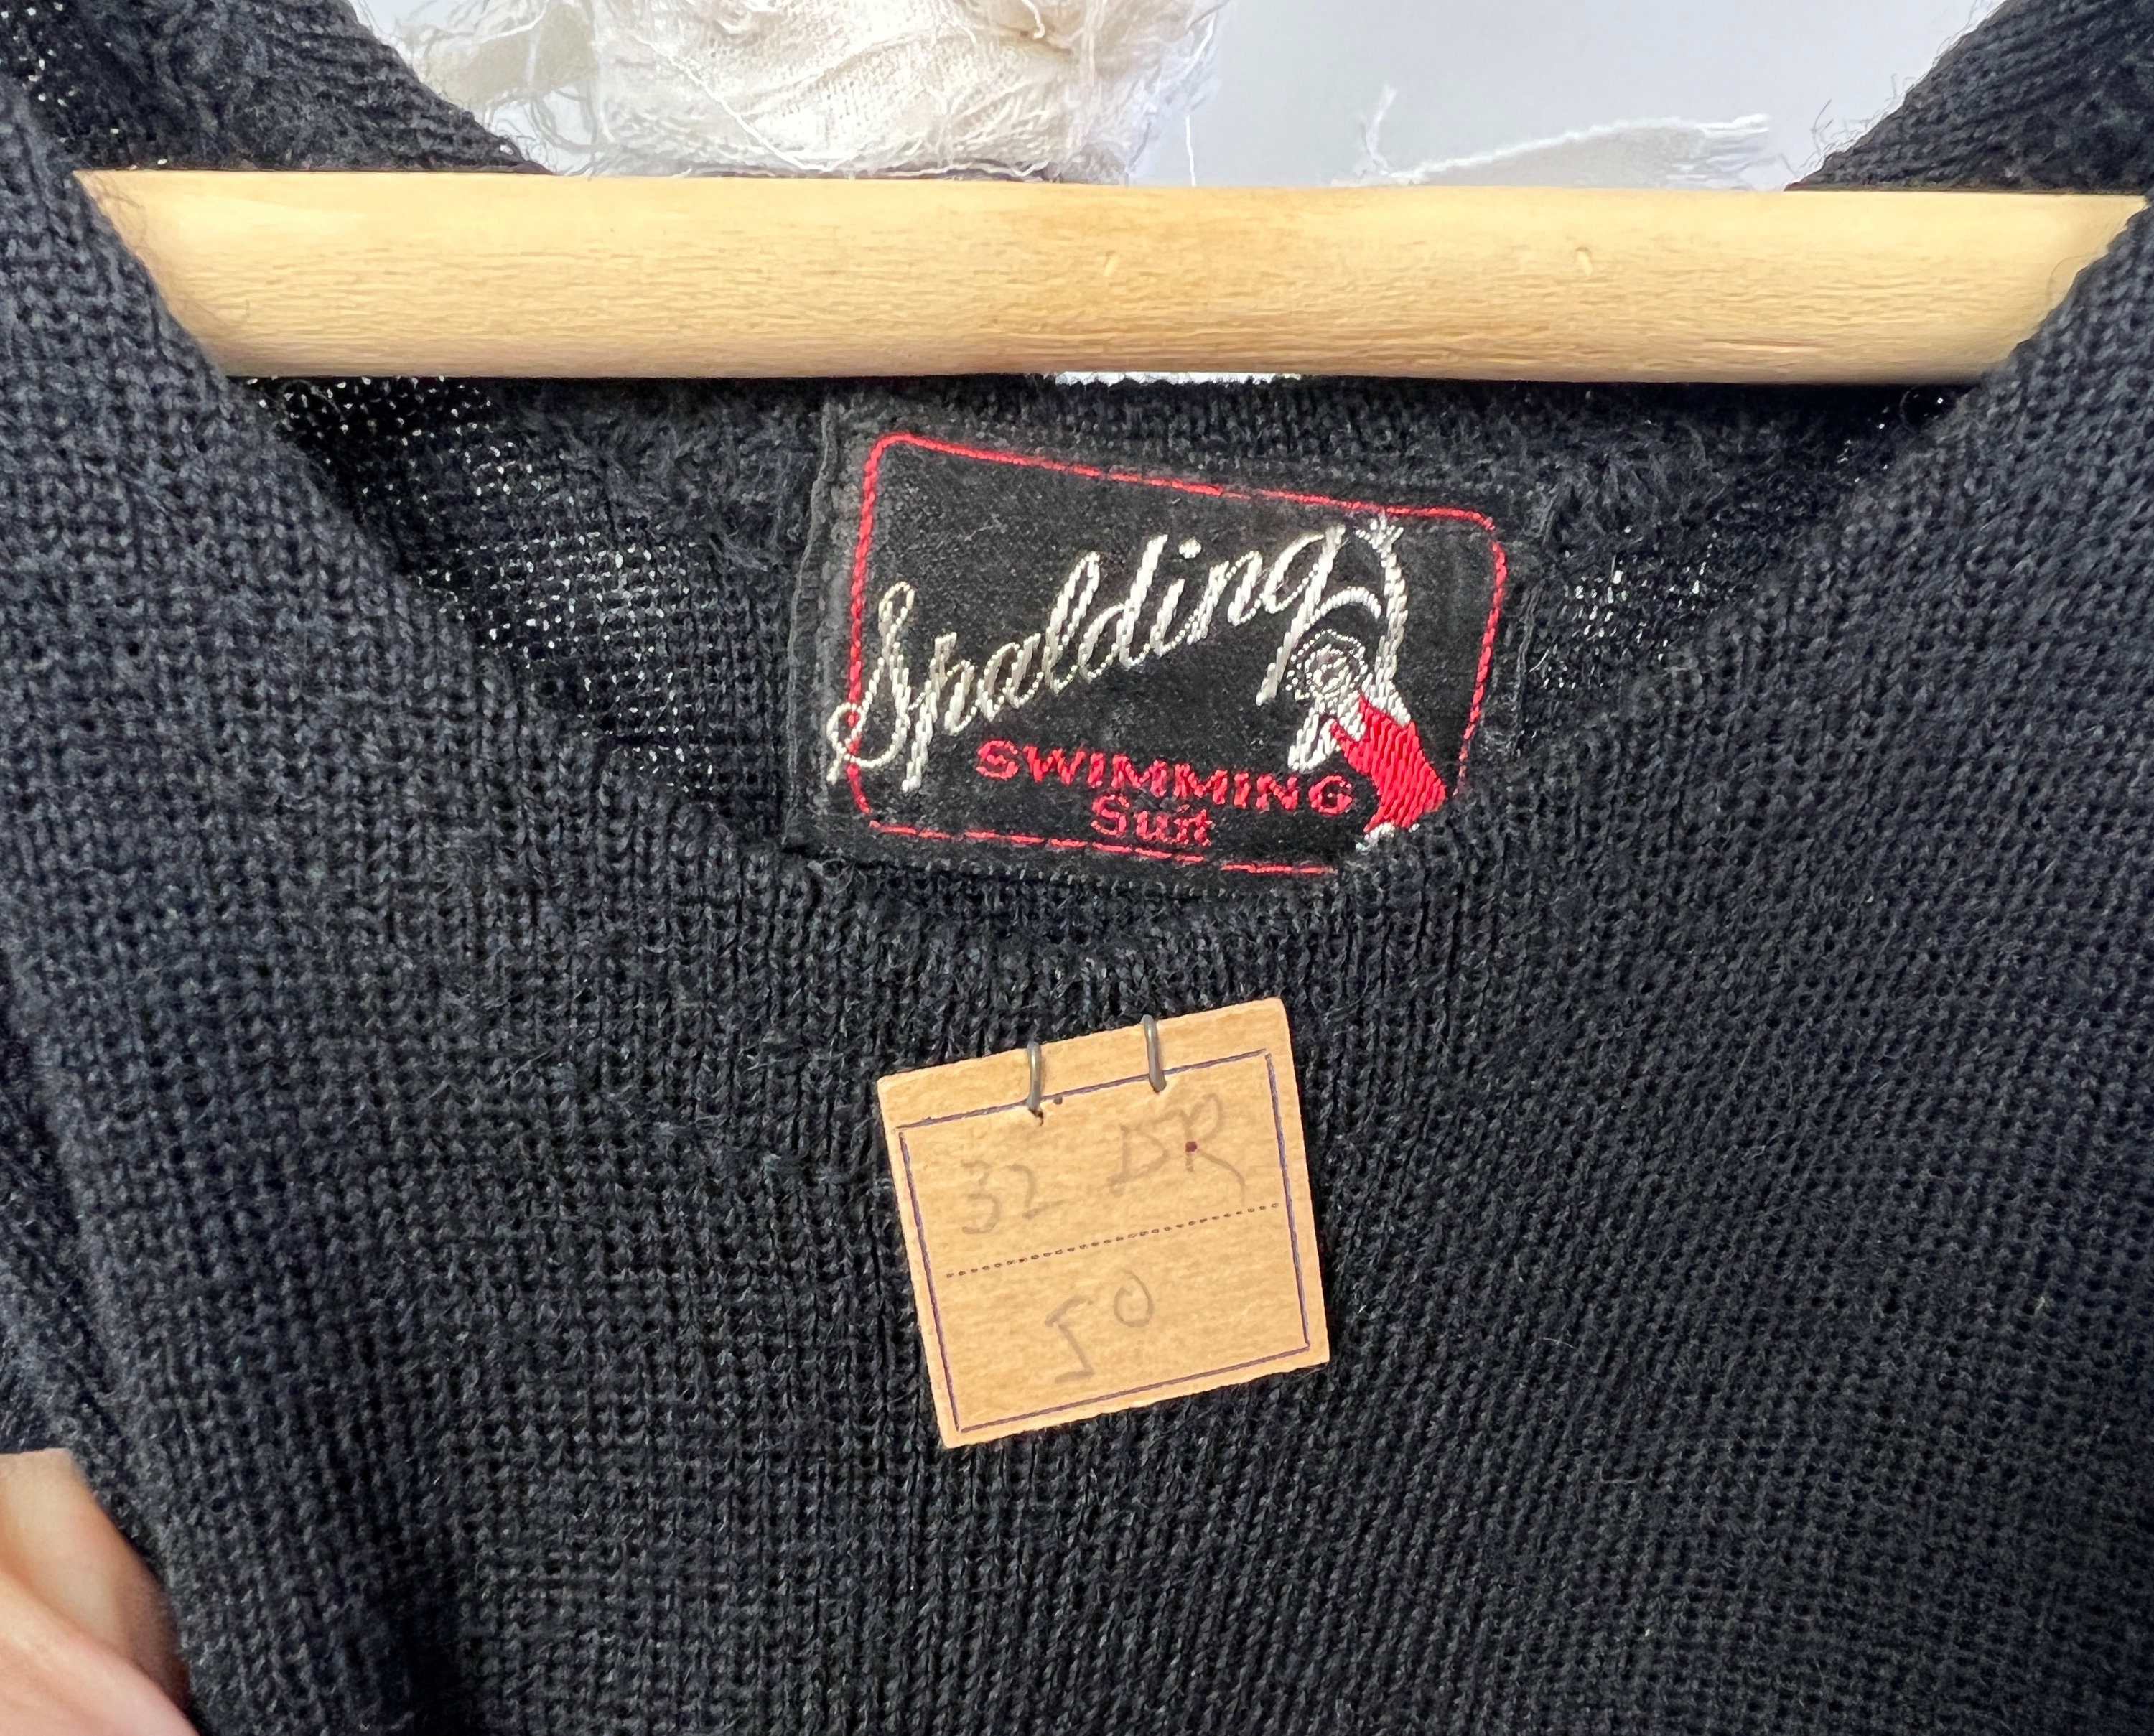 Spalding
SWIMMING
Suit
32 DR
50